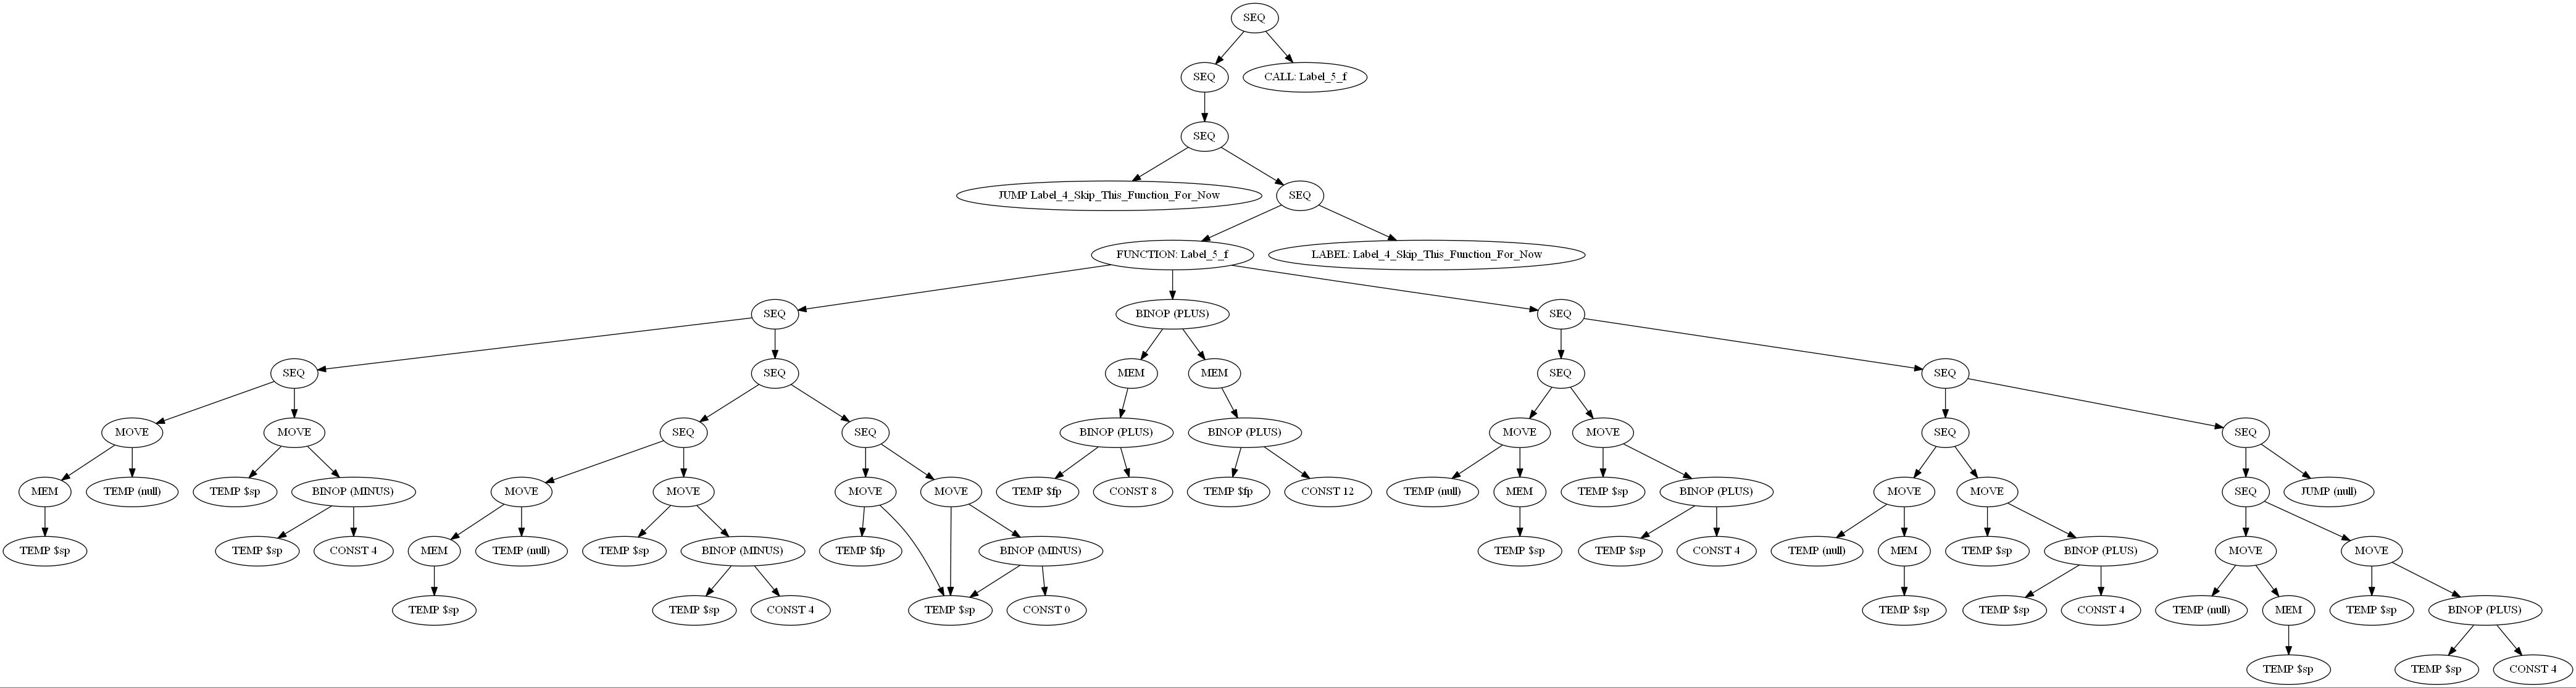 SEQ
SEQ
CALL: Label_5_f
SEQ
JUMP Label_4_Skip_This_Function_For_Now
SEQ
FUNCTION: Label_5_f
LABEL: Label_4_Skip_This_Function_For_Now
SEQ
BINOP (PLUS)
SEQ
SEQ
SEQ
MEM
MEM
SEQ
SEQ
MOVE
MOVE
SEQ
SEQ
BINOP (PLUS)
BINOP (PLUS)
MOVE
MOVE
SEQ
SEQ
MEM
TEMP (null)
TEMP $sp
BINOP (MINUS)
MOVE
MOVE
MOVE
MOVE
TEMP $fp
CONST 8
TEMP $fp
CONST 12
TEMP (null)
MEM
TEMP $sp
BINOP (PLUS)
MOVE
MOVE
SEQ
JUMP (null)
TEMP $sp
TEMP $sp
CONST 4
MEM
TEMP (null)
TEMP $sp
BINOP (MINUS)
TEMP $fp
BINOP (MINUS)
TEMP $sp
TEMP $sp
CONST 4
TEMP (null)
MEM
TEMP $sp
BINOP (PLUS)
MOVE
MOVE
TEMP $sp
TEMP $sp
CONST 4
TEMP $sp
CONST 0
TEMP $sp
TEMP $sp
CONST 4
TEMP (null)
MEM
TEMP $sp
BINOP (PLUS)
TEMP $sp
TEMP $sp
CONST 4